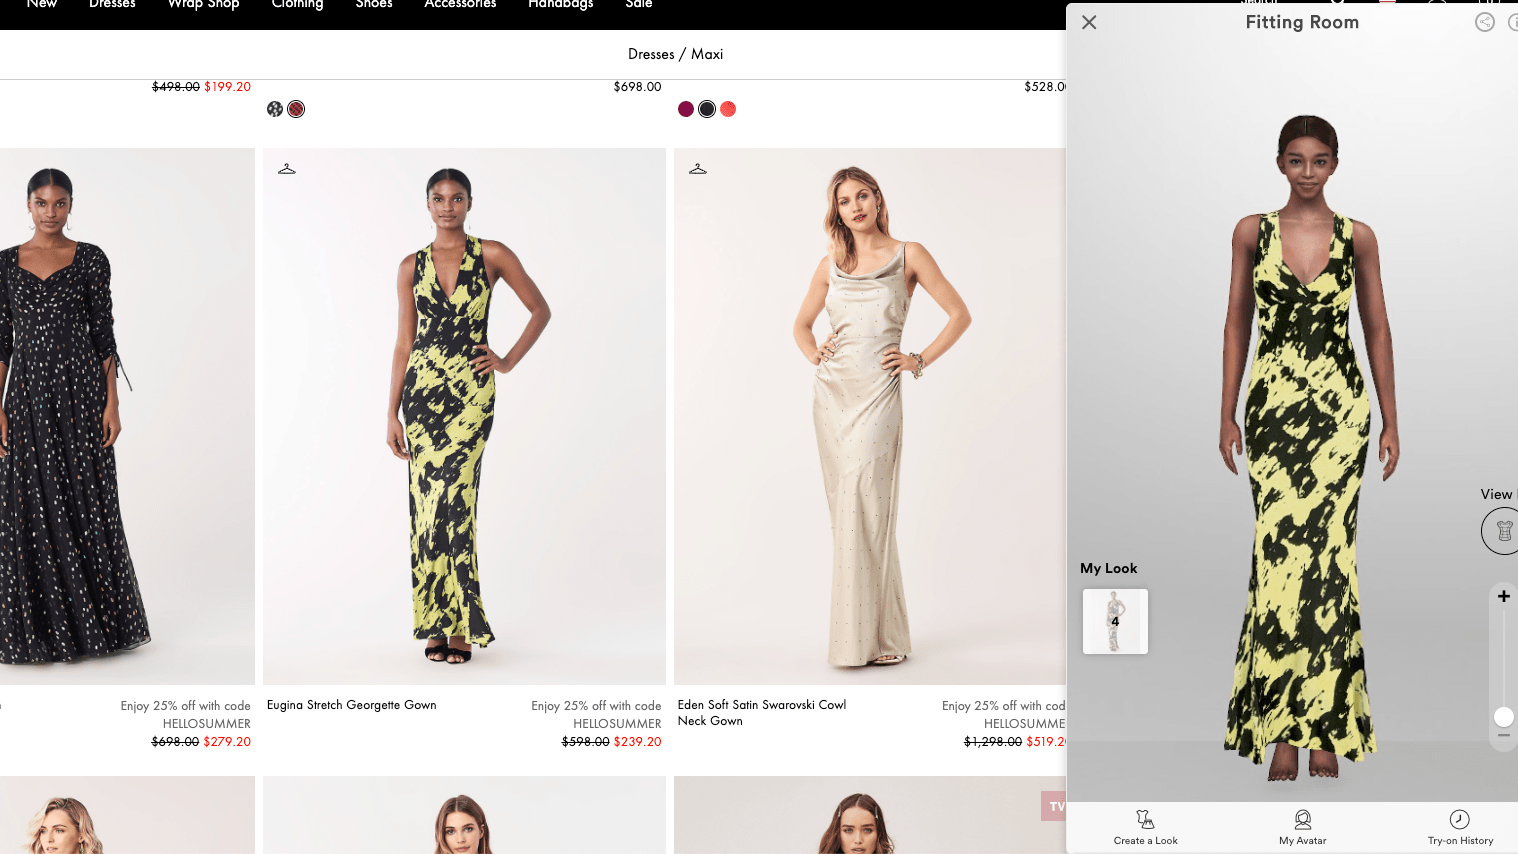 New Dresses Wrap Shop Clothing Shoes Accessories Handbags Sale
Search
Dresses / Maxi
$498.00 $199.20
$698.00
$528.00
Enjoy 25% off with code
HELLOSUMMER
$698.00 $279.20
Eugina Stretch Georgette Gown
Enjoy 25% off with code
HELLOSUMMER
$598.00 $239.20
Eden Soft Satin Swarovski Cowl
Neck Gown
Enjoy 25% off with cod
HELLOSUMME
$1,298.00 $519.2
TV
Fitting Room
View
My Look
4
+
−
Create a Look
My Avatar
Try-on History